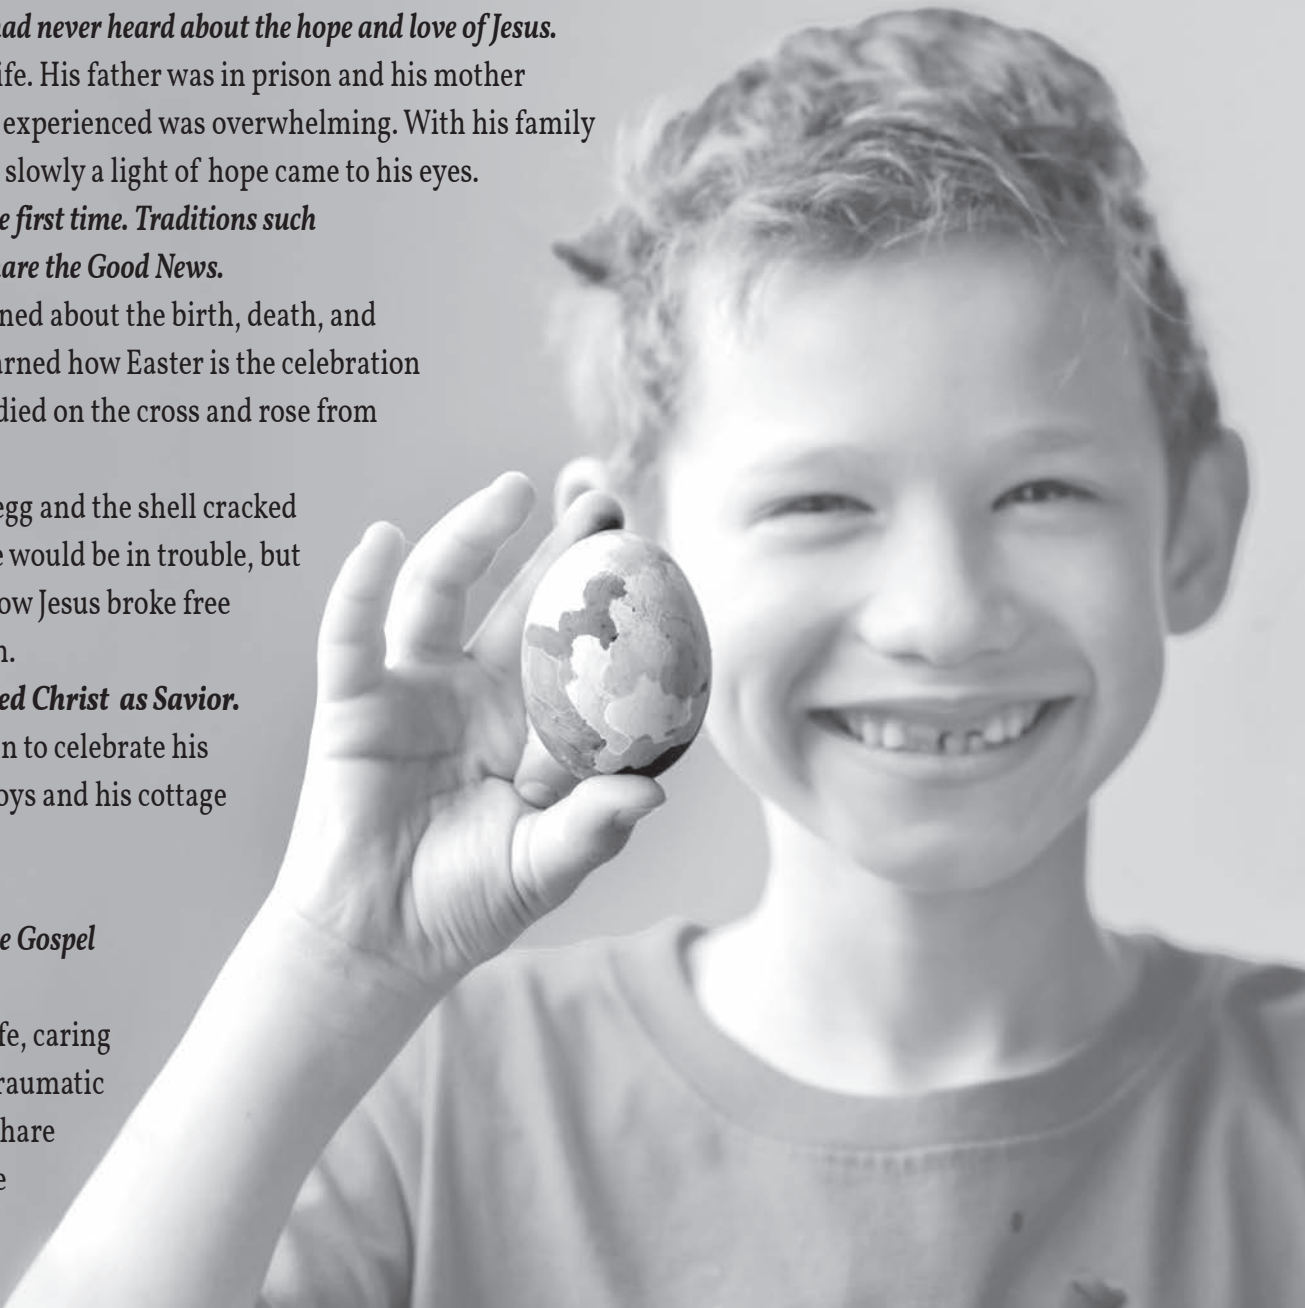 had never heard about the hope and love of Jesus.
ife. His father was in prison and his mother
experienced was overwhelming. With his family
slowly a light of hope came to his eyes.
e first time. Traditions such
are the Good News.
ned about the birth, death, and
arned how Easter is the celebration
died on the cross and rose from
egg and the shell cracked
e would be in trouble, but
ow Jesus broke free
n.
ed Christ as Savior.
n to celebrate his
oys and his cottage
e Gospel
fe, caring
raumatic
hare
e